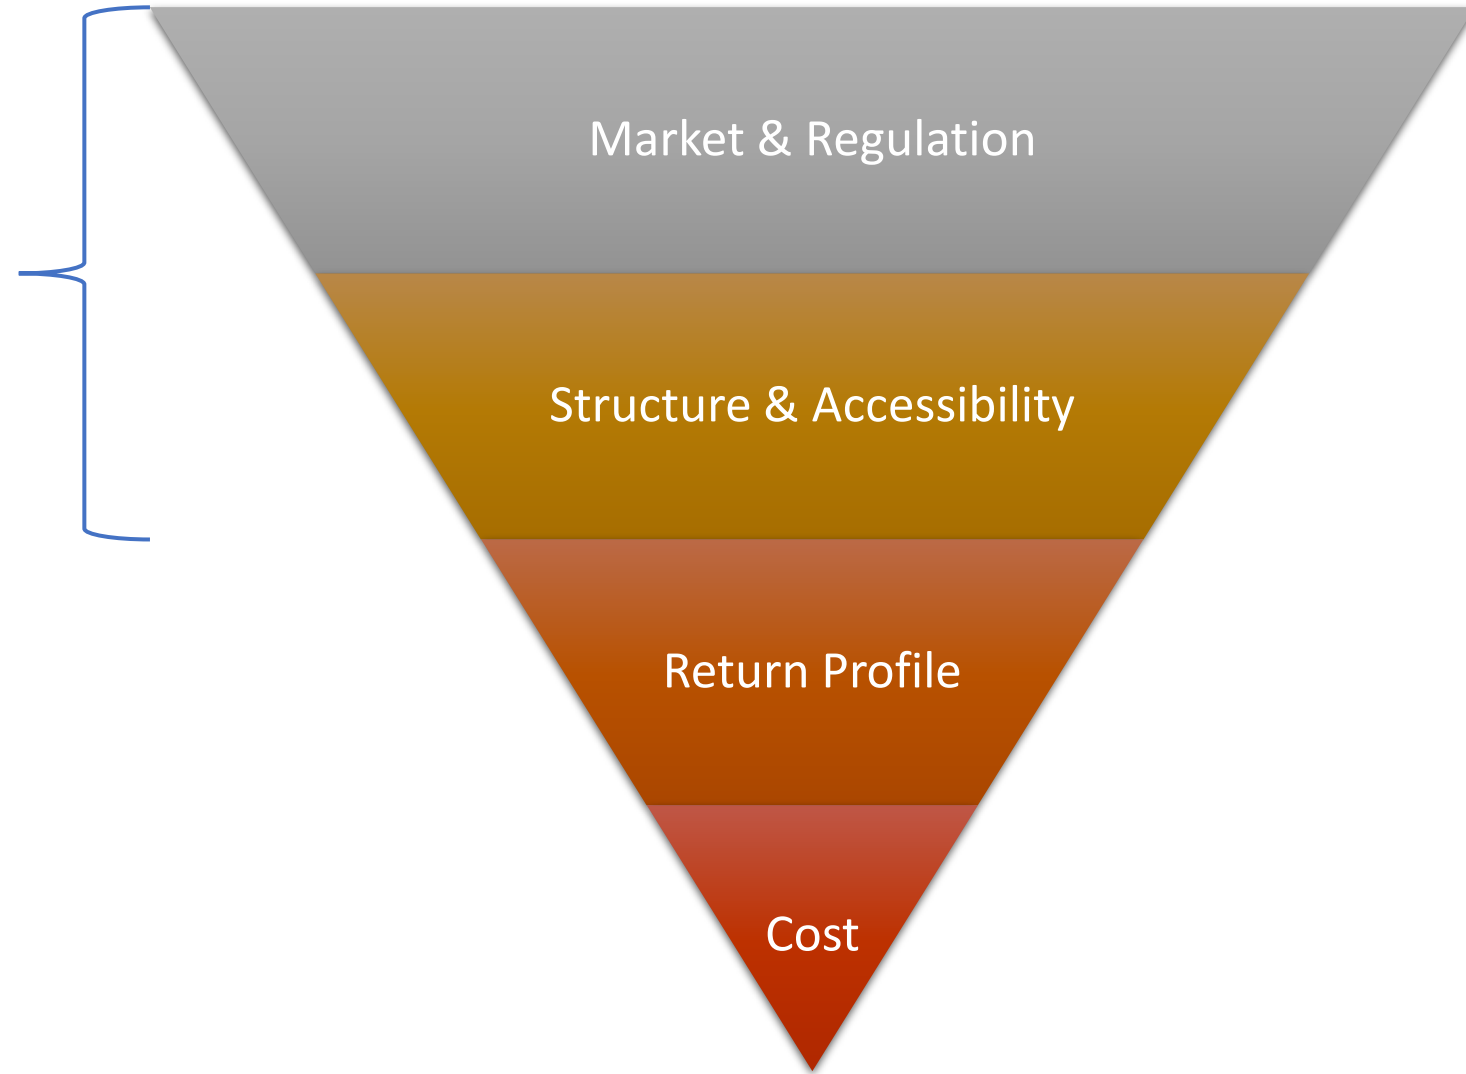 Market & Regulation
Structure & Accessibility
Return Profile
Cost